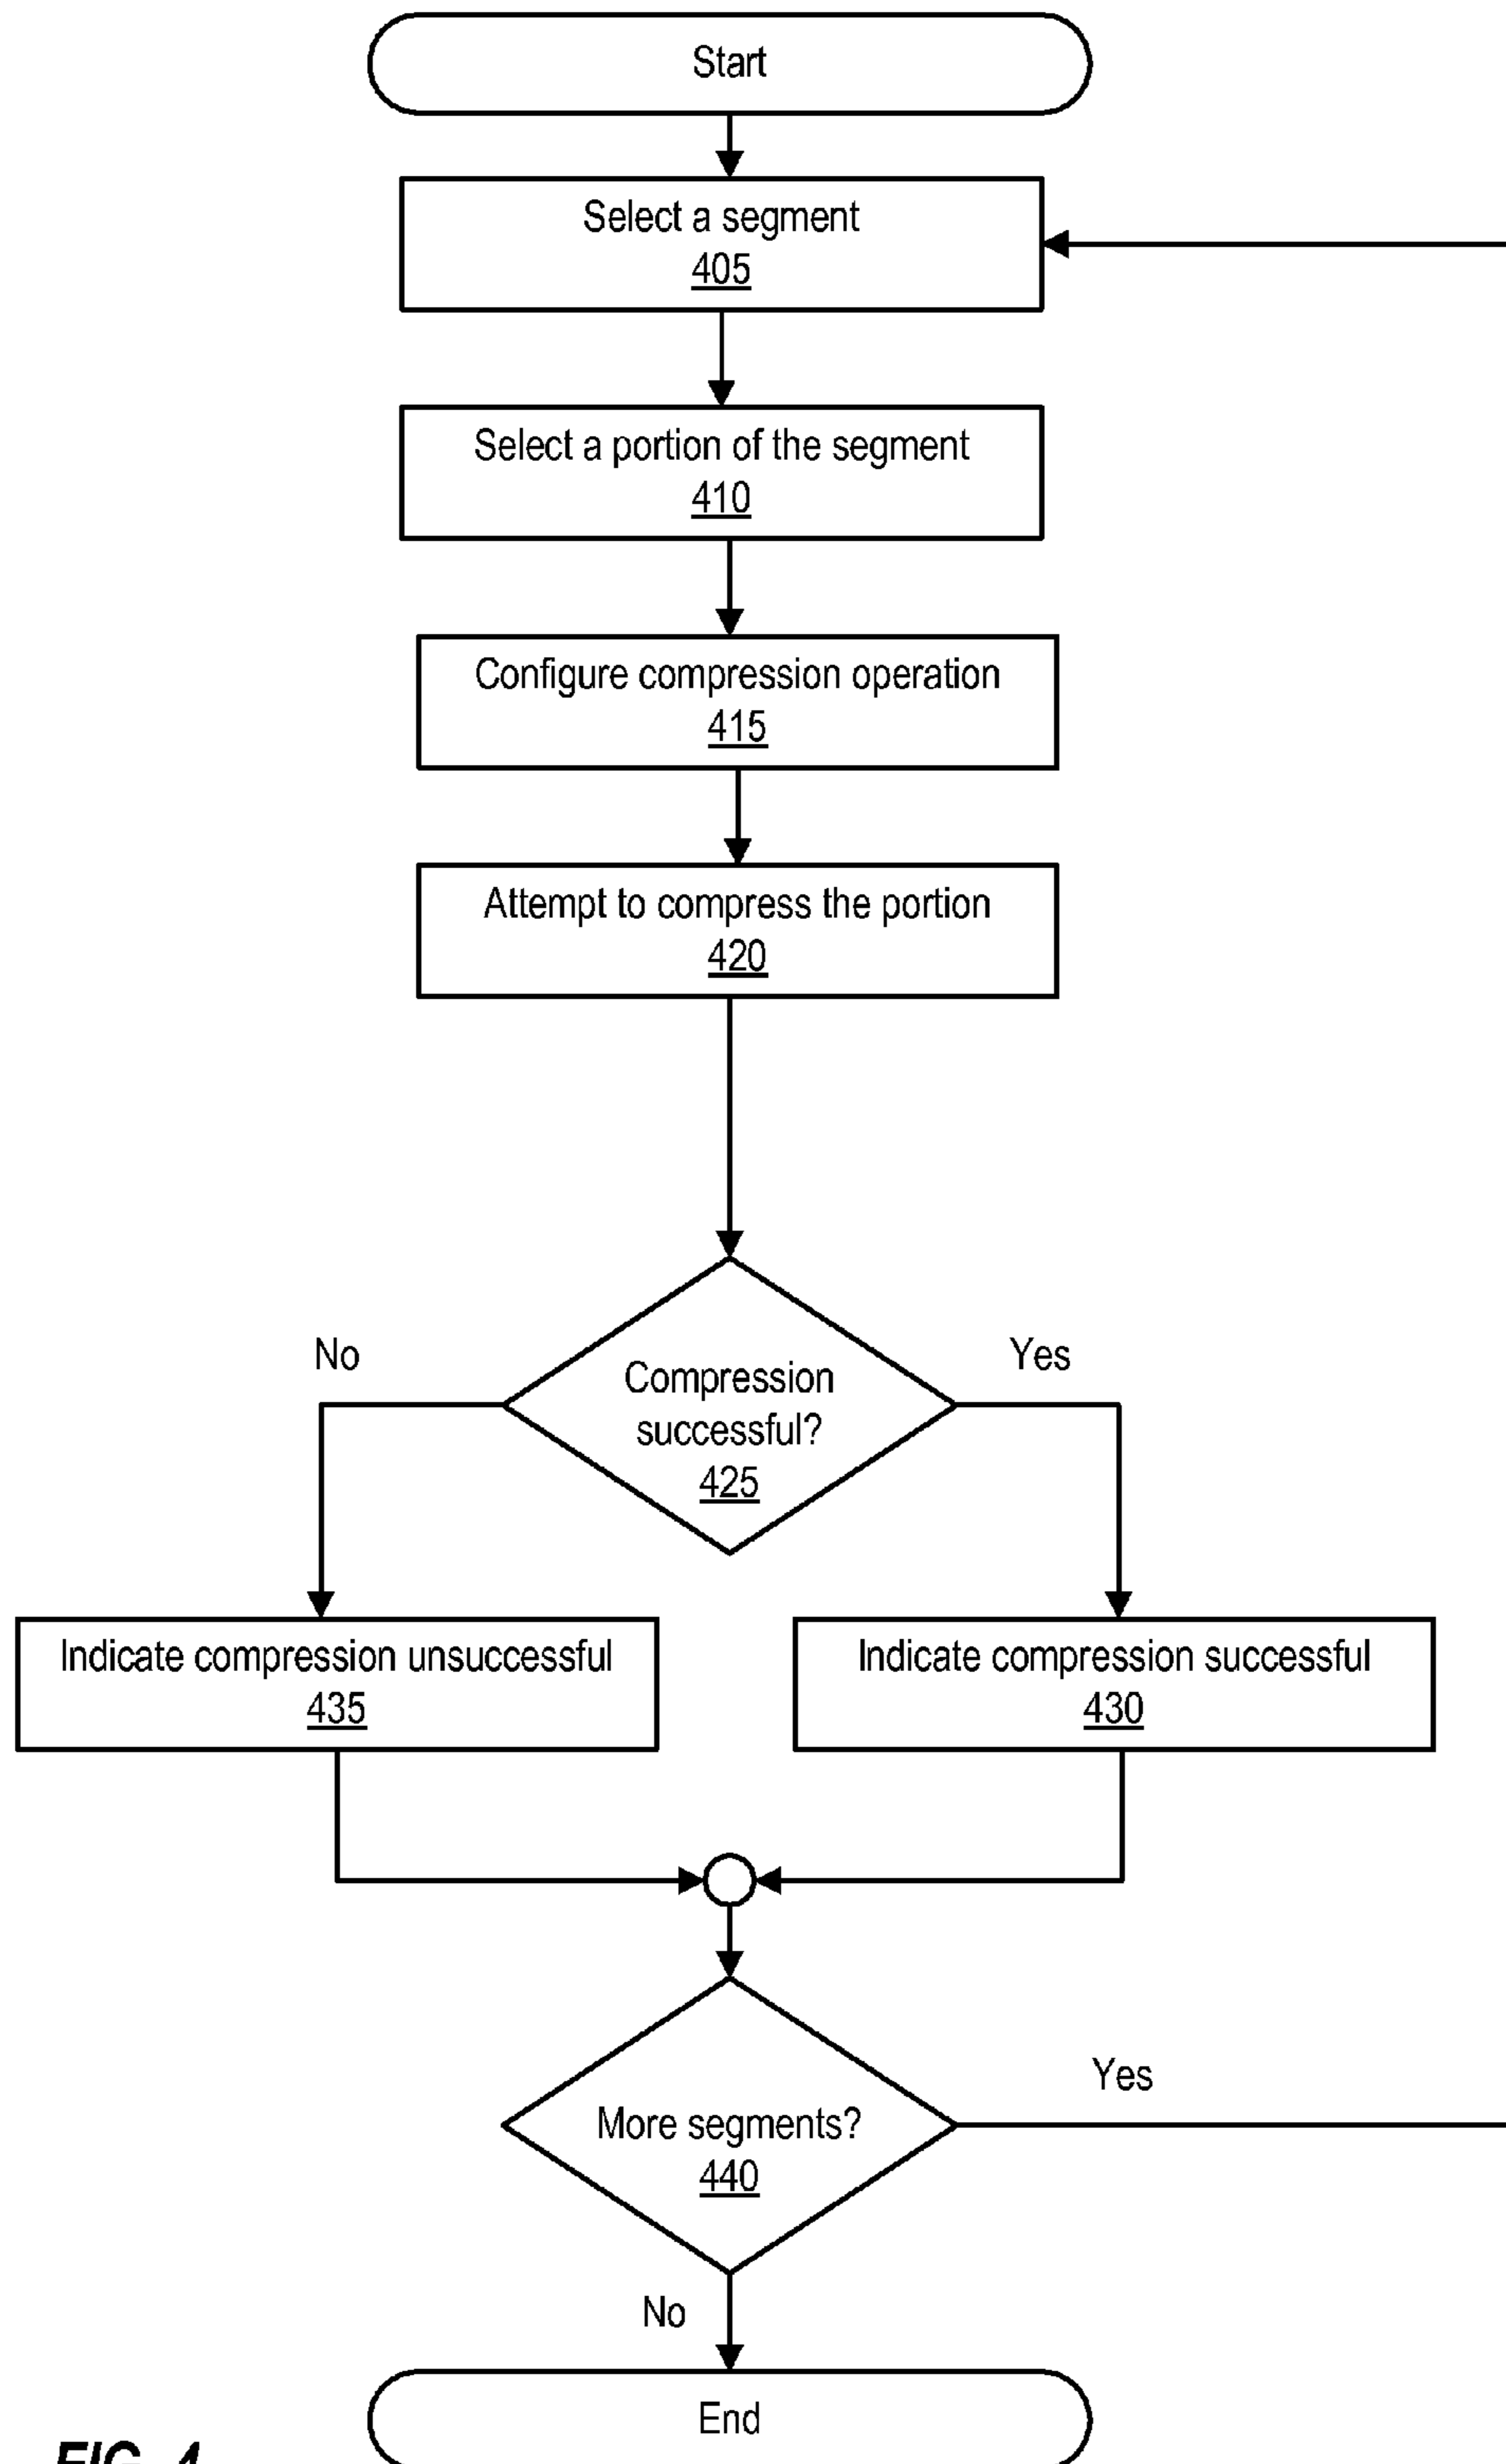 Start
Select a segment
405
Select a portion of the segment
410
Configure compression operation
415
Attempt to compress the portion
420
No
Yes
Compression
successful?
425
Indicate compression unsuccessful
435
Indicate compression successful
430
Yes
More segments?
440
No
End
FIG. 4